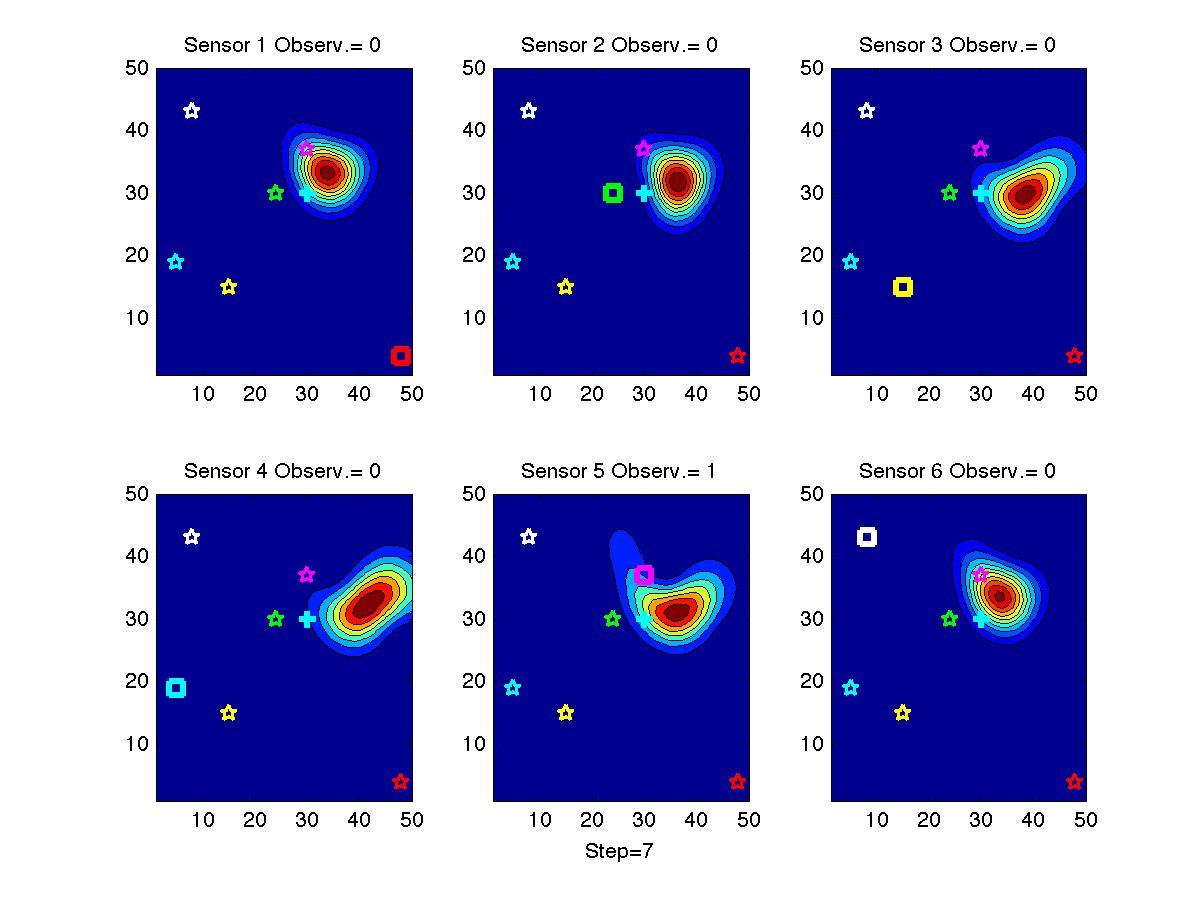 Sensor 1 Observ.= 0
Sensor 2 Observ.= 0
Sensor 3 Observ.= 0
50 50 50
40 40 40
30 30 30
20 20 20
10 10 10
10 20 30 40 50 10 20 30 40 50 10 20 30 40 50
Sensor 4 Observ.= 0
Sensor 5 Observ.= 1
Sensor 6 Observ.= 0
50 50 50
40 40 40
30 30 30
20 20 20
10 10 10
10 20 30 40 50 10 20 30 40 50 10 20 30 40 50
Step=7